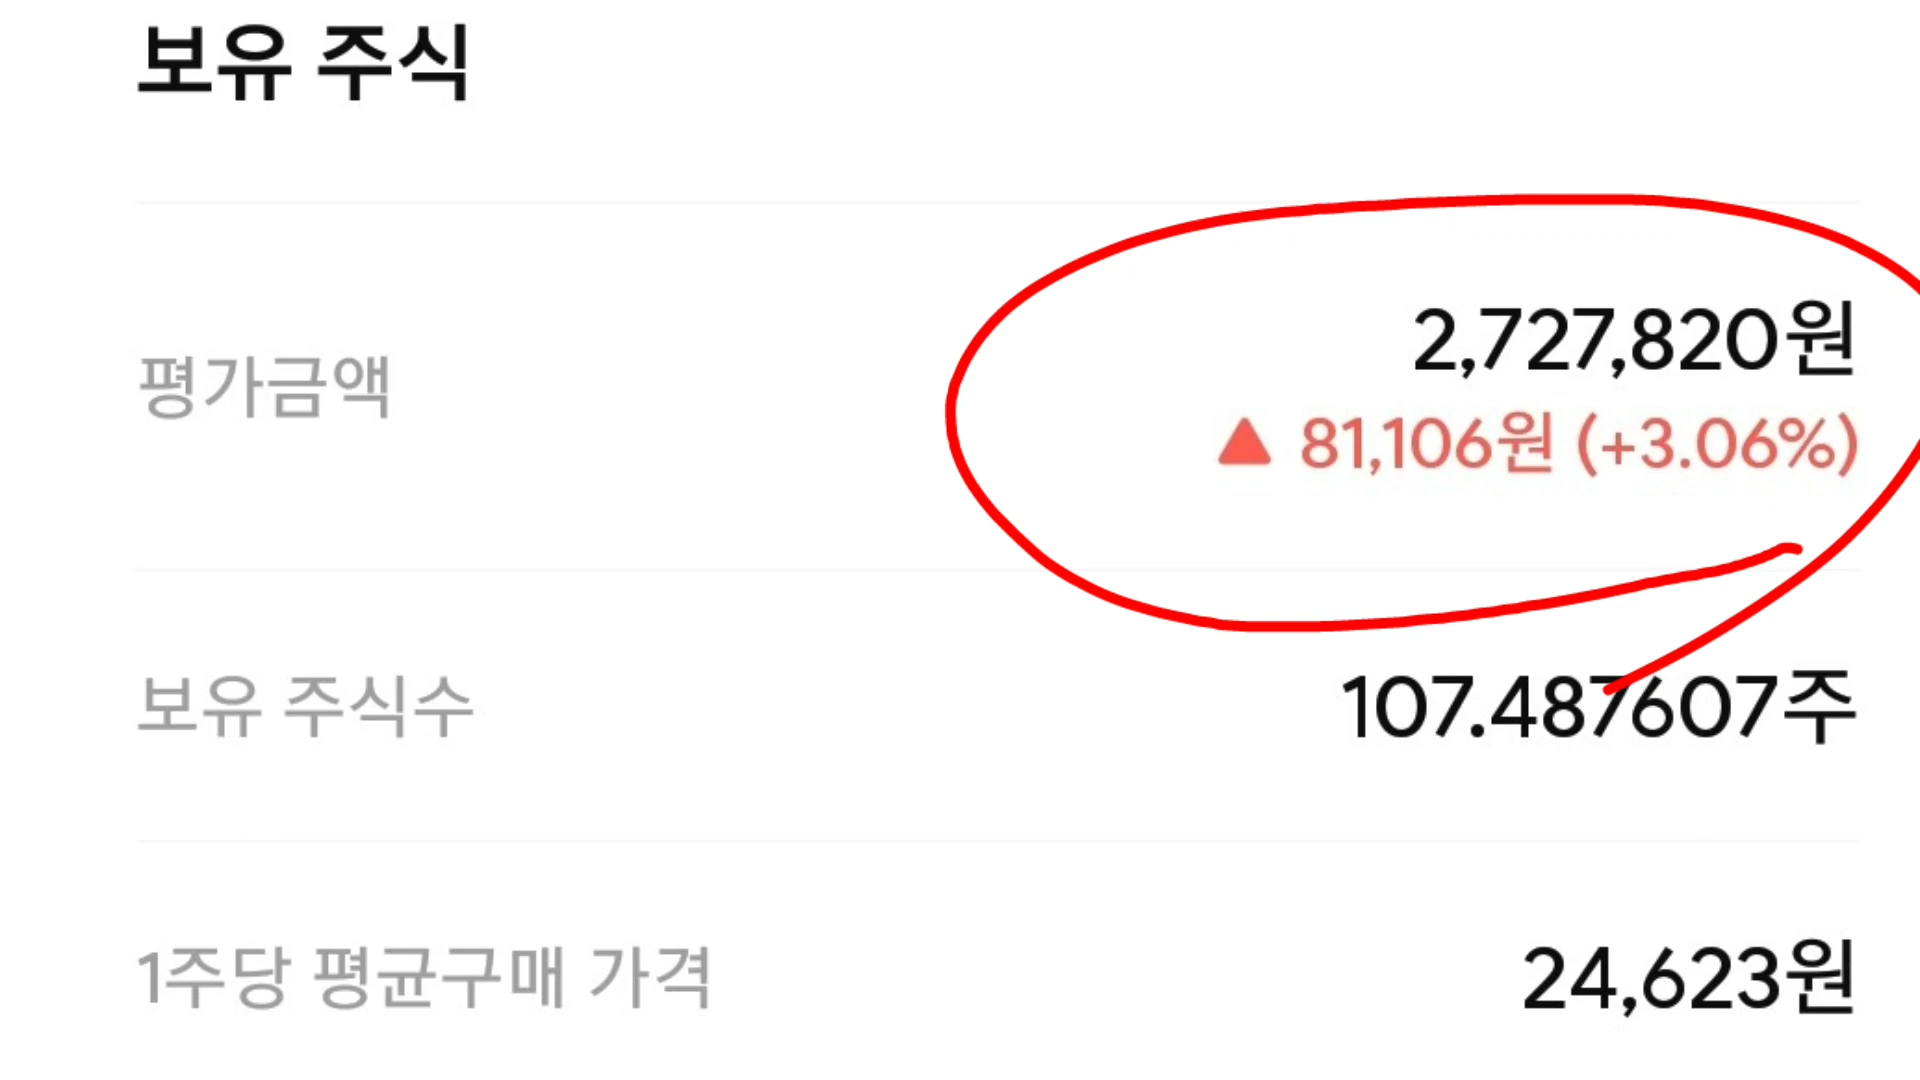 보유 주식
평가금액
2,727,820원
▲ 81,106원 (+3.06%)
보유 주식수
107.487607주
1주당 평균구매 가격
24,623원